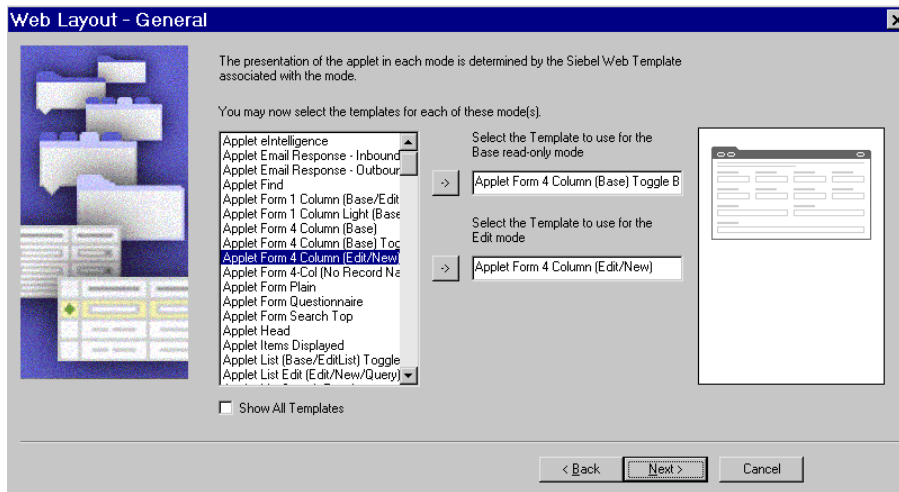 Web Layout - General
The presentation of the applet in each mode is determined by the Siebel Web Template
associated with the mode.
You may now select the templates for each of these mode(s).
Applet eIntelligence
Applet Email Response - Inbound
Applet Email Response - Outbour
Applet Find
Applet Form 1 Column (Base/Edit
Applet Form 1 Column Light (Base
Applet Form 4 Column (Base)
Applet Form 4 Column (Base) Tog
Applet Form 4 Column (Edit/New)
Applet Form 4-Col (No Record Na
Applet Form Plain
Applet Form Questionnaire
Applet Form Search Top
Applet Head
Applet Items Displayed
Applet List (Base/EditList) Toggle
Applet List Edit (Edit/New/Query)
Select the Template to use for the
Base read-only mode
->
Applet Form 4 Column (Base) Toggle B
Select the Template to use for the
Edit mode
->
Applet Form 4 Column (Edit/New)
Show All Templates
< Back
Next >
Cancel